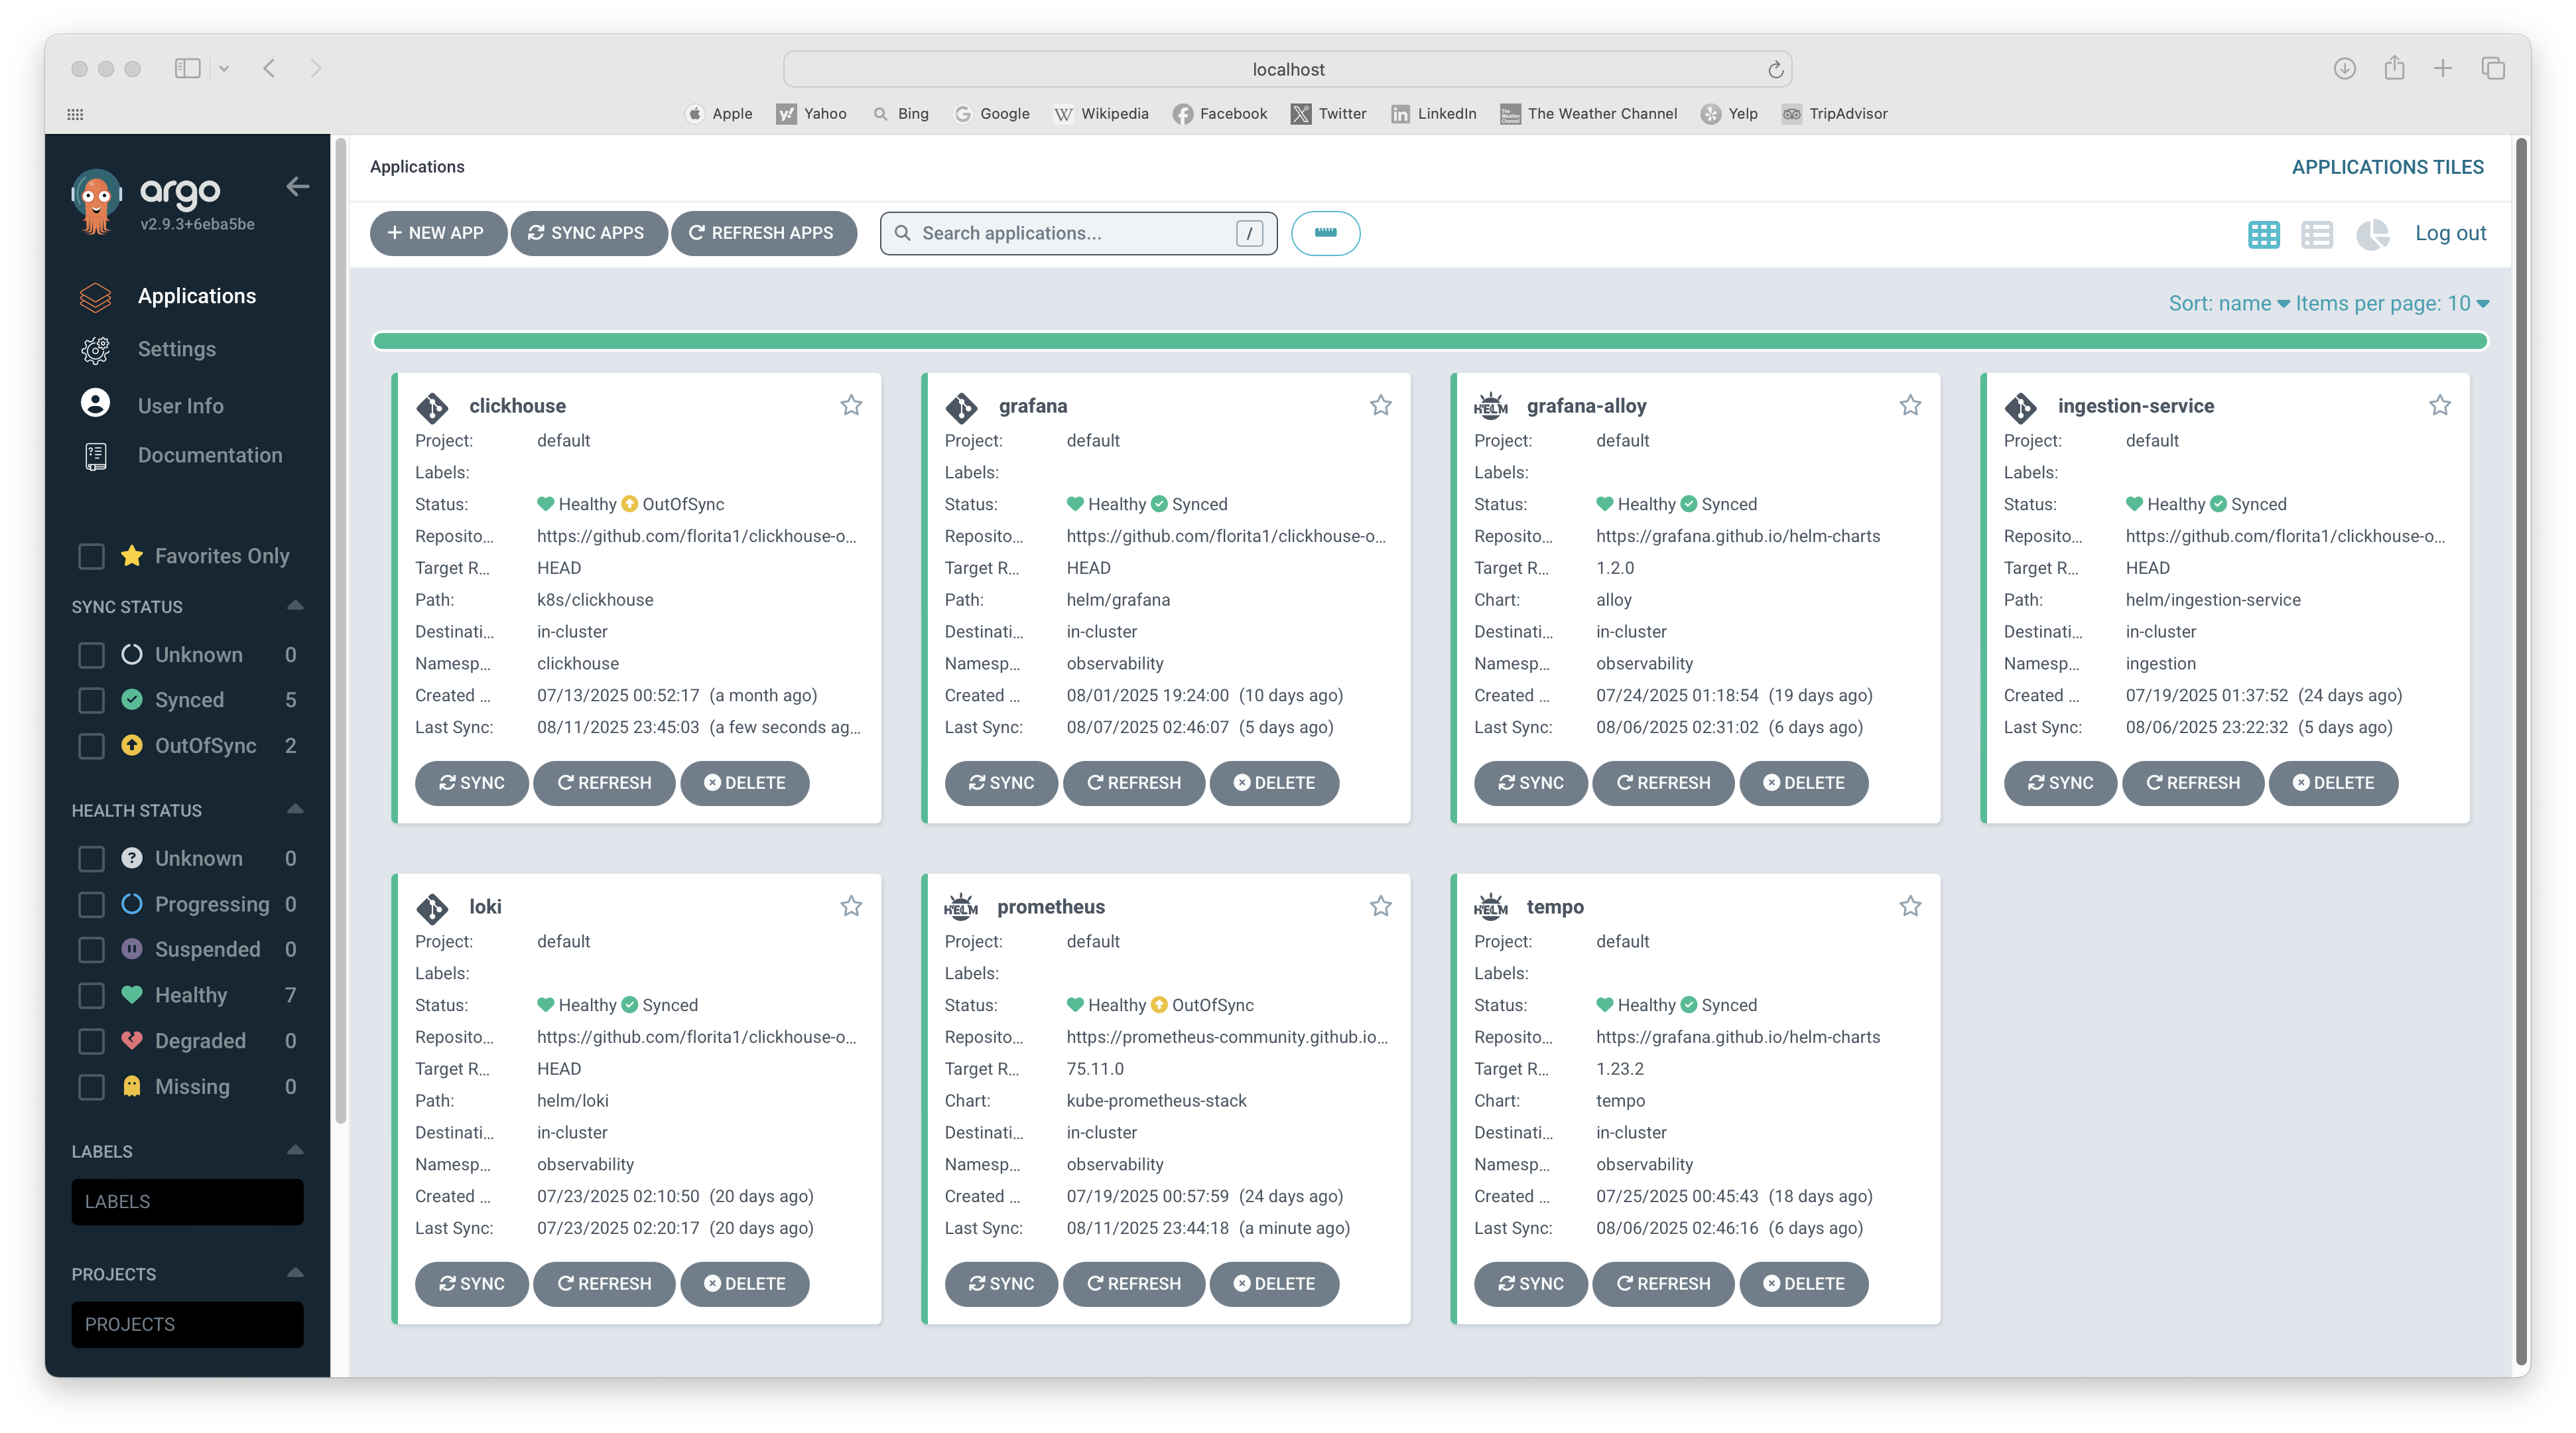 localhost
Apple Yahoo Bing Google Wikipedia Facebook Twitter LinkedIn The Weather Channel Yelp TripAdvisor
argo
v2.9.3+6eba5be
Applications
Settings
User Info
Documentation
Favorites Only
SYNC STATUS
Unknown 0
Synced 5
OutOfSync 2
HEALTH STATUS
Unknown 0
Progressing 0
Suspended 0
Healthy 7
Degraded 0
Missing 0
LABELS
LABELS
PROJECTS
PROJECTS
Applications
APPLICATIONS TILES
NEW APP SYNC APPS REFRESH APPS Search applications... / Log out
Sort: name Items per page: 10
clickhouse
Project: default
Labels:
Status: Healthy OutOfSync
Reposito... https://github.com/florita1/clickhouse-o...
Target R... HEAD
Path: k8s/clickhouse
Destinati... in-cluster
Namesp... clickhouse
Created ... 07/13/2025 00:52:17 (a month ago)
Last Sync: 08/11/2025 23:45:03 (a few seconds ag...
SYNC REFRESH DELETE
grafana
Project: default
Labels:
Status: Healthy Synced
Reposito... https://github.com/florita1/clickhouse-o...
Target R... HEAD
Path: helm/grafana
Destinati... in-cluster
Namesp... observability
Created ... 08/01/2025 19:24:00 (10 days ago)
Last Sync: 08/07/2025 02:46:07 (5 days ago)
SYNC REFRESH DELETE
HELM grafana-alloy
Project: default
Labels:
Status: Healthy Synced
Reposito... https://grafana.github.io/helm-charts
Target R... 1.2.0
Chart: alloy
Destinati... in-cluster
Namesp... observability
Created ... 07/24/2025 01:18:54 (19 days ago)
Last Sync: 08/06/2025 02:31:02 (6 days ago)
SYNC REFRESH DELETE
ingestion-service
Project: default
Labels:
Status: Healthy Synced
Reposito... https://github.com/florita1/clickhouse-o...
Target R... HEAD
Path: helm/ingestion-service
Destinati... in-cluster
Namesp... ingestion
Created ... 07/19/2025 01:37:52 (24 days ago)
Last Sync: 08/06/2025 23:22:32 (5 days ago)
SYNC REFRESH DELETE
loki
Project: default
Labels:
Status: Healthy Synced
Reposito... https://github.com/florita1/clickhouse-o...
Target R... HEAD
Path: helm/loki
Destinati... in-cluster
Namesp... observability
Created ... 07/23/2025 02:10:50 (20 days ago)
Last Sync: 07/23/2025 02:20:17 (20 days ago)
SYNC REFRESH DELETE
HELM prometheus
Project: default
Labels:
Status: Healthy OutOfSync
Reposito... https://prometheus-community.github.io...
Target R... 75.11.0
Chart: kube-prometheus-stack
Destinati... in-cluster
Namesp... observability
Created ... 07/19/2025 00:57:59 (24 days ago)
Last Sync: 08/11/2025 23:44:18 (a minute ago)
SYNC REFRESH DELETE
HELM tempo
Project: default
Labels:
Status: Healthy Synced
Reposito... https://grafana.github.io/helm-charts
Target R... 1.23.2
Chart: tempo
Destinati... in-cluster
Namesp... observability
Created ... 07/25/2025 00:45:43 (18 days ago)
Last Sync: 08/06/2025 02:46:16 (6 days ago)
SYNC REFRESH DELETE